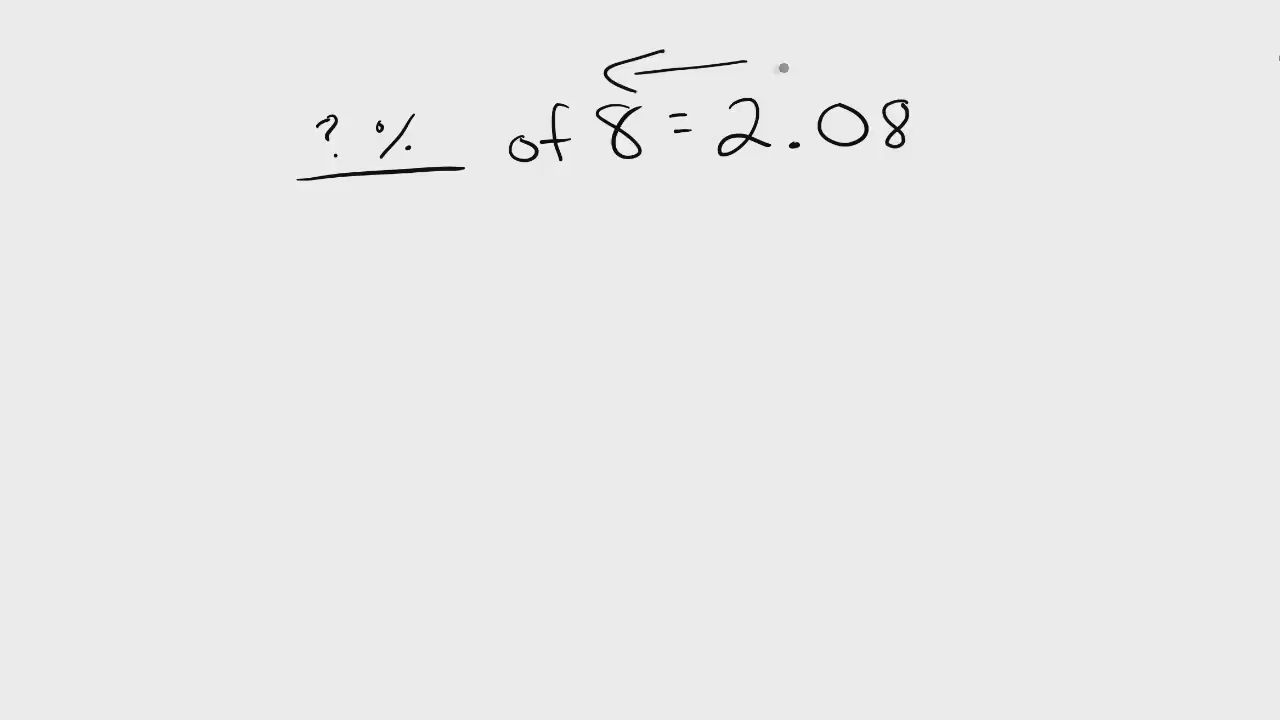 ? % of 8 = 2.08